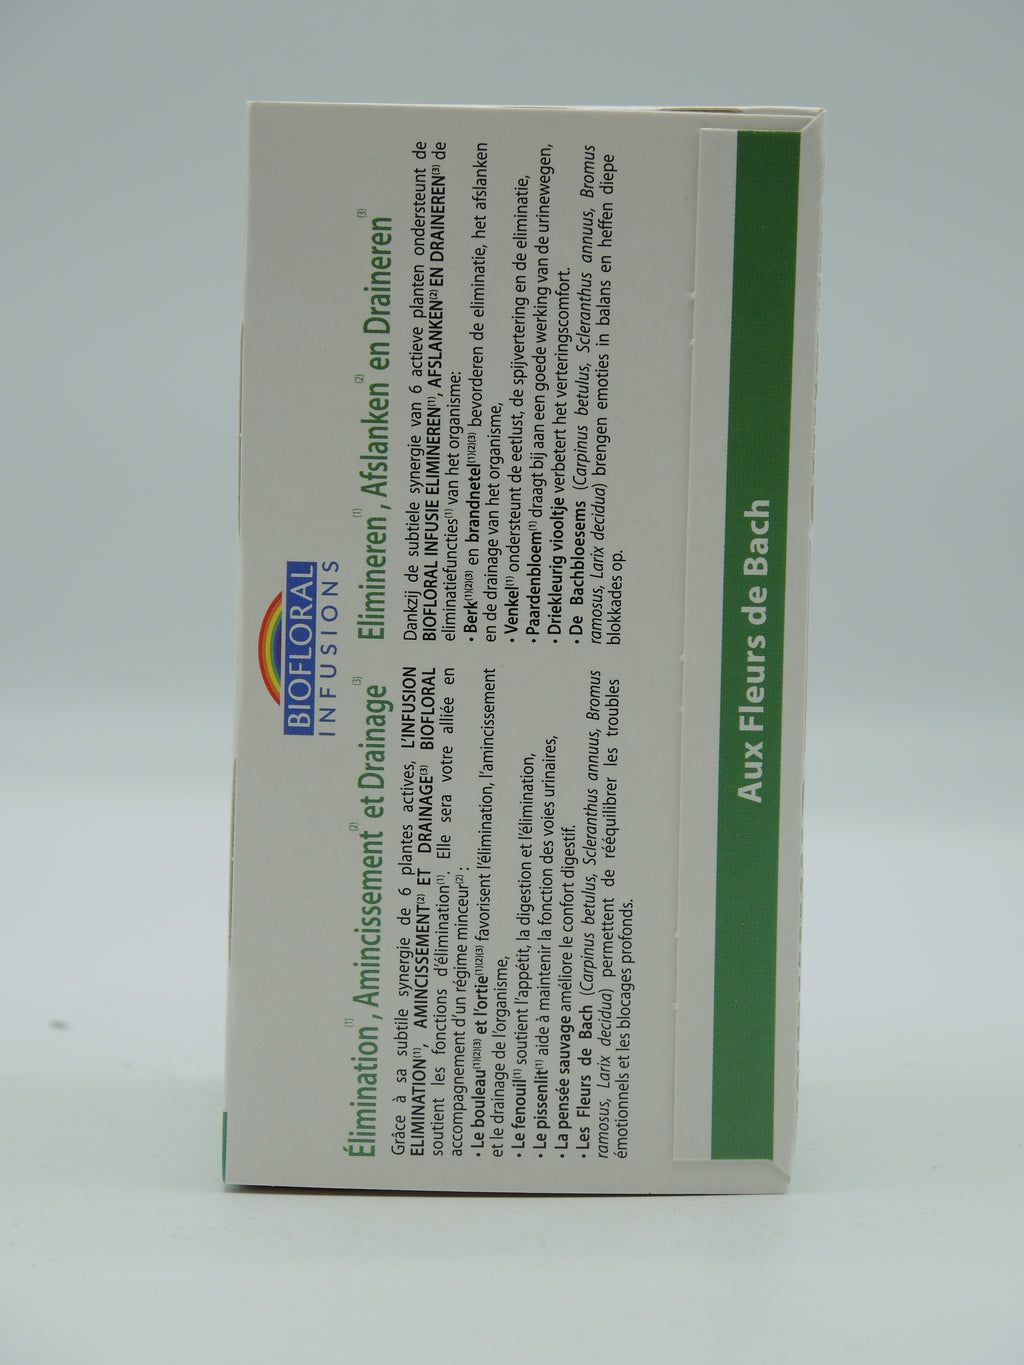 BIOFLORAL
INFUSIONS
Élimination⁽¹⁾, Amincissement⁽²⁾ et Drainage⁽³⁾
Grâce à sa subtile synergie de 6 plantes actives, L'INFUSION
ELIMINATION⁽¹⁾, AMINCISSEMENT⁽²⁾ ET DRAINAGE⁽³⁾ BIOFLORAL
soutient les fonctions d'élimination⁽¹⁾. Elle sera votre alliée en
accompagnement d'un régime minceur⁽²⁾ :
• Le bouleau⁽¹⁾⁽²⁾⁽³⁾ et l'ortie⁽¹⁾⁽²⁾⁽³⁾ favorisent l'élimination, l'amincissement
et le drainage de l'organisme,
• Le fenouil⁽¹⁾ soutient l'appétit, la digestion et l'élimination,
• Le pissenlit⁽¹⁾ aide à maintenir la fonction des voies urinaires,
• La pensée sauvage améliore le confort digestif.
• Les Fleurs de Bach (Carpinus betulus, Scleranthus annuus, Bromus
ramosus, Larix decidua) permettent de rééquilibrer les troubles
émotionnels et les blocages profonds.
Elimineren⁽¹⁾, Afslanken⁽²⁾ en Draineren⁽³⁾
Dankzij de subtiele synergie van 6 actieve planten ondersteunt de
BIOFLORAL INFUSIE ELIMINEREN⁽¹⁾, AFSLANKEN⁽²⁾ EN DRAINEREN⁽³⁾ de
eliminatiefuncties⁽¹⁾ van het organisme:
• Berk⁽¹⁾⁽²⁾⁽³⁾ en brandnetel⁽¹⁾⁽²⁾⁽³⁾ bevorderen de eliminatie, het afslanken
en de drainage van het organisme,
• Venkel⁽¹⁾ ondersteunt de eetlust, de spijvertering en de eliminatie,
• Paardenbloem⁽¹⁾ draagt bij aan een goede werking van de urinewegen,
• Driekleurig viooltje verbetert het verteringscomfort.
• De Bachbloesems (Carpinus betulus, Scleranthus annuus, Bromus
ramosus, Larix decidua) brengen emoties in balans en heffen diepe
blokkades op.
Aux Fleurs de Bach